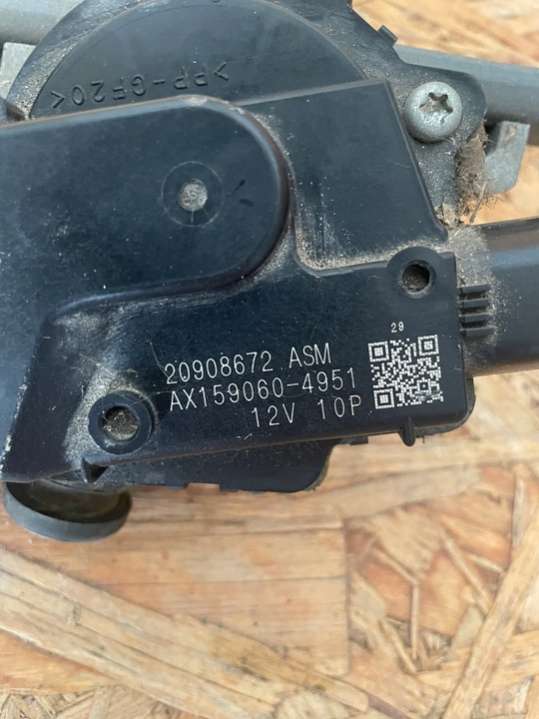 >PP-GF20<
29
20908672 ASM
AX159060-4951
12V 10P